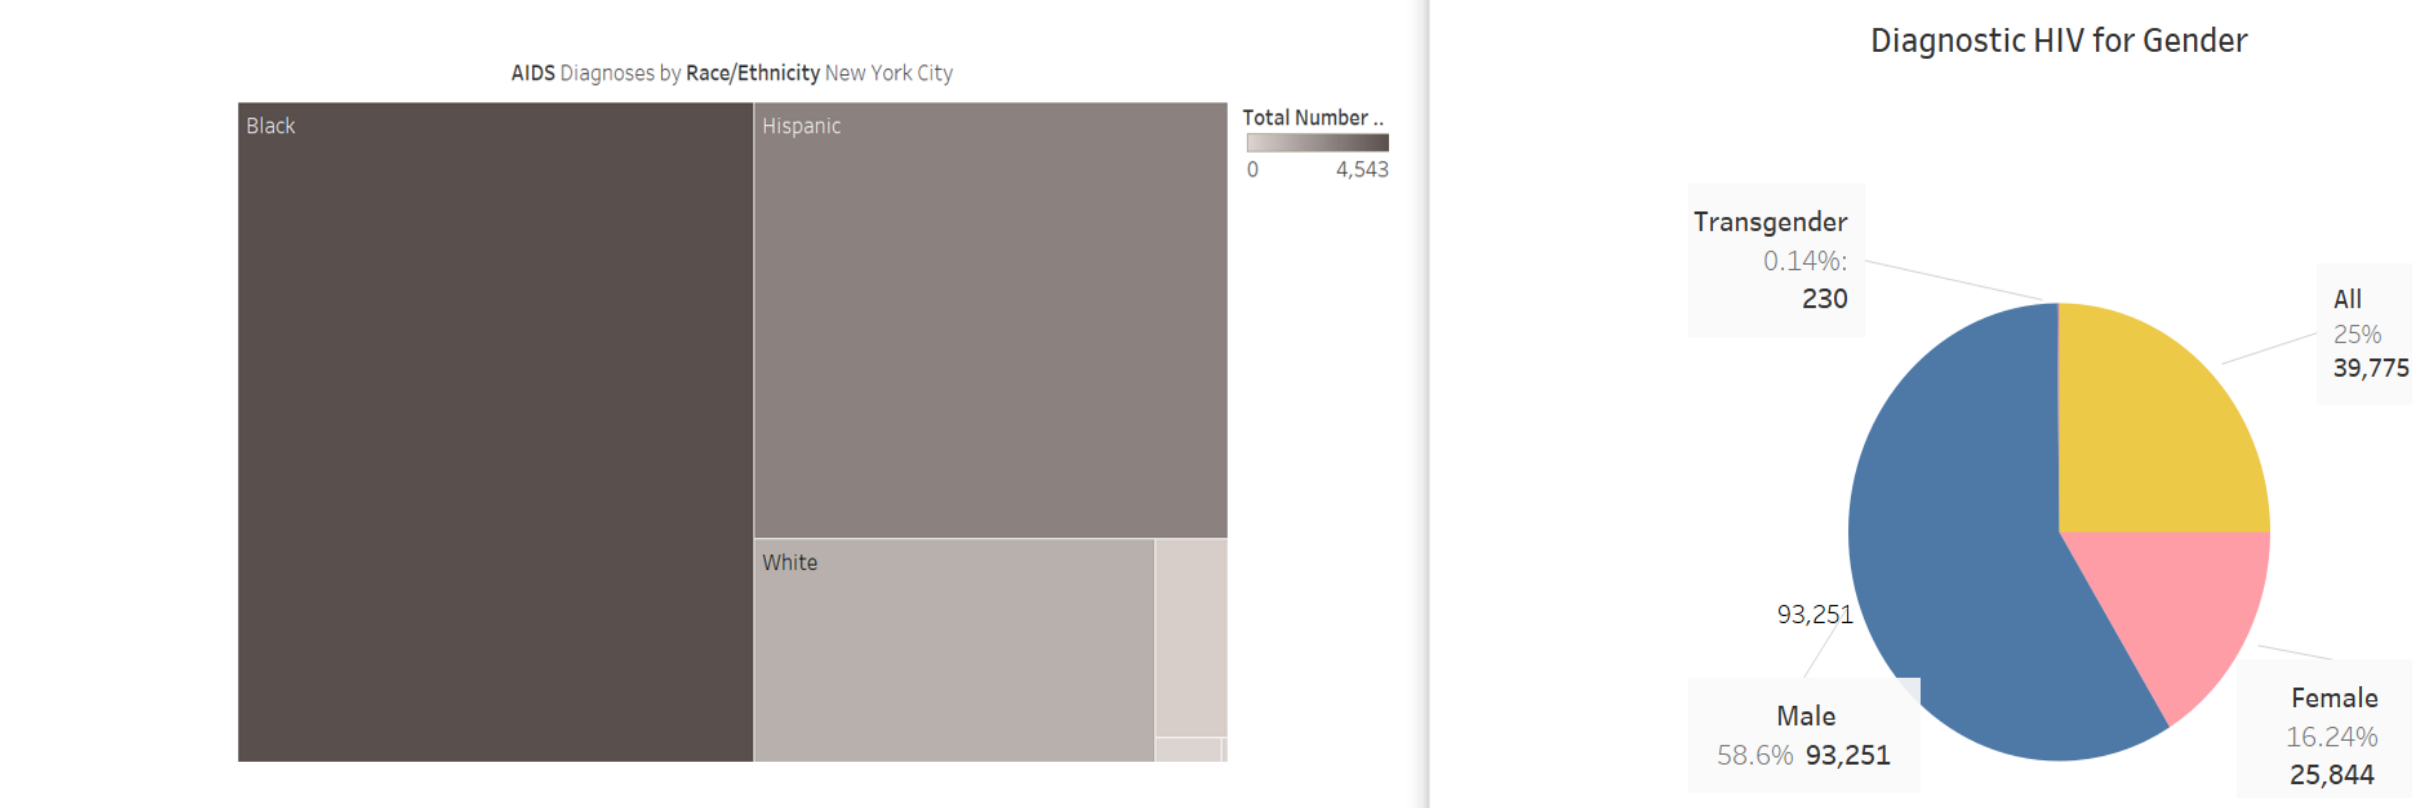 AIDS Diagnoses by Race/Ethnicity New York City
Black
Hispanic
White
Total Number ..
0 4,543
Diagnostic HIV for Gender
Transgender
0.14%:
230
All
25%
39,775
93,251
Male
58.6% 93,251
Female
16.24%
25,844